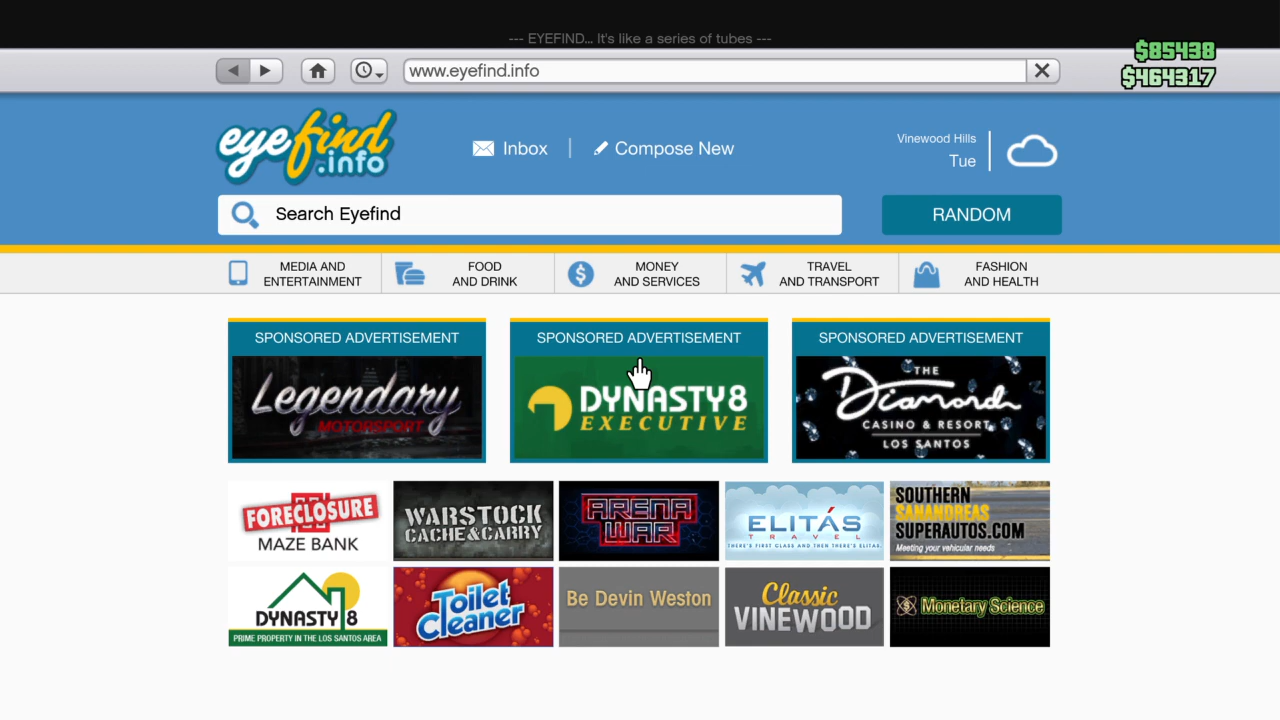 --- EYEFIND... It's like a series of tubes ---
$85438
www.eyefind.info
$464317
eyefind
.info
Inbox
Compose New
Vinewood Hills
Tue
Search Eyefind
RANDOM
MEDIA AND
ENTERTAINMENT
FOOD
AND DRINK
MONEY
AND SERVICES
TRAVEL
AND TRANSPORT
FASHION
AND HEALTH
SPONSORED ADVERTISEMENT
Legendary
MOTORSPORT
SPONSORED ADVERTISEMENT
DYNASTY8
EXECUTIVE
SPONSORED ADVERTISEMENT
THE
Diamond
CASINO & RESORT
LOS SANTOS
FORECLOSURE
MAZE BANK
WARSTOCK
CACHE&CARRY
ARENA
WAR
ELITÁS
TRAVEL
THERE'S FIRST CLASS AND THEN THERE'S ELITAS.
SOUTHERN
SANANDREAS
SUPERAUTOS.COM
Meeting your vehicular needs
DYNASTY 8
PRIME PROPERTY IN THE LOS SANTOS AREA
Toilet
Cleaner
Be Devin Weston
Classic
VINEWOOD
Monetary Science